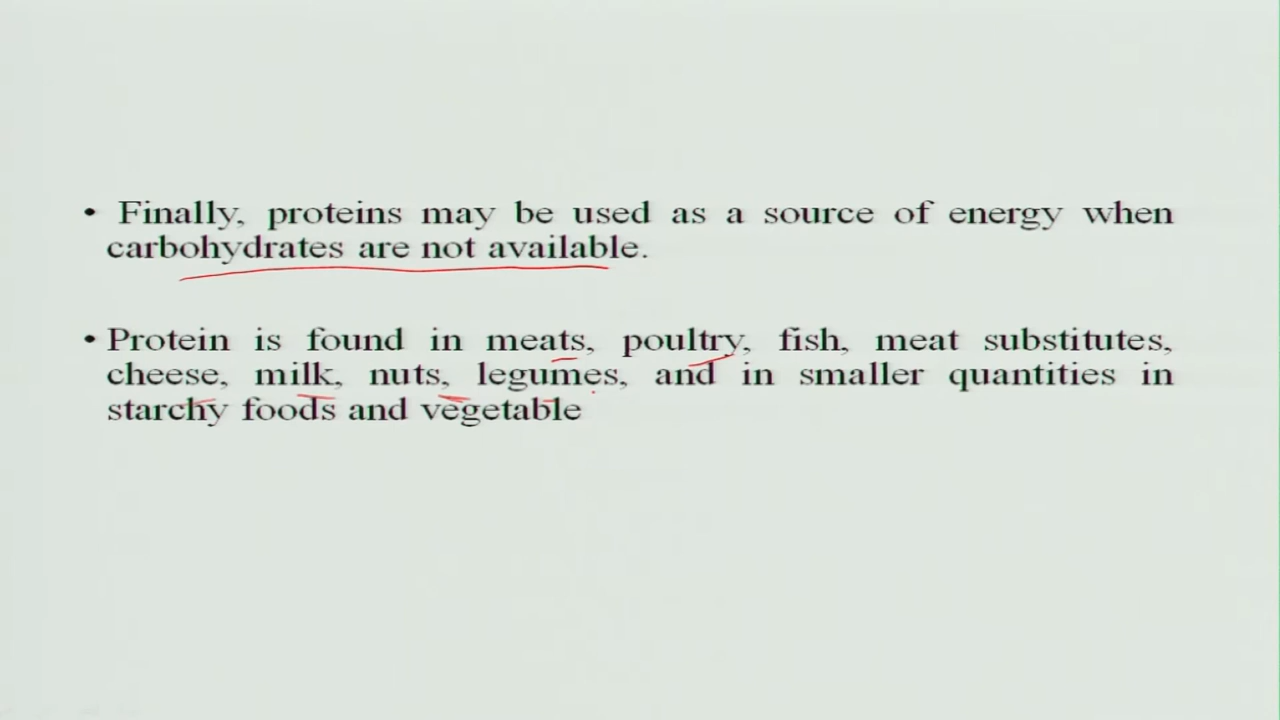 • Finally, proteins may be used as a source of energy when
carbohydrates are not available.
• Protein is found in meats, poultry, fish, meat substitutes,
cheese, milk, nuts, legumes, and in smaller quantities in
starchy foods and vegetable